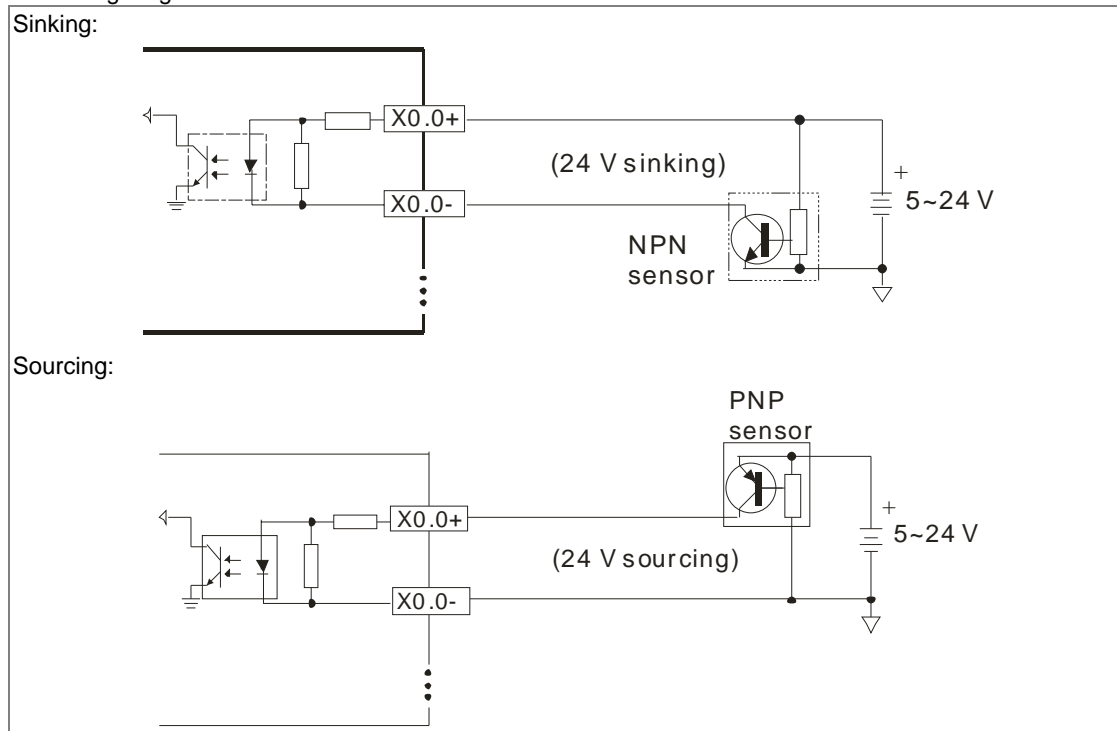 Sinking:
X0.0+
(24 V sinking)
+
5~24 V
X0.0-
NPN
sensor
Sourcing:
PNP
sensor
X0.0+
+
5~24 V
(24 V sourcing)
X0.0-